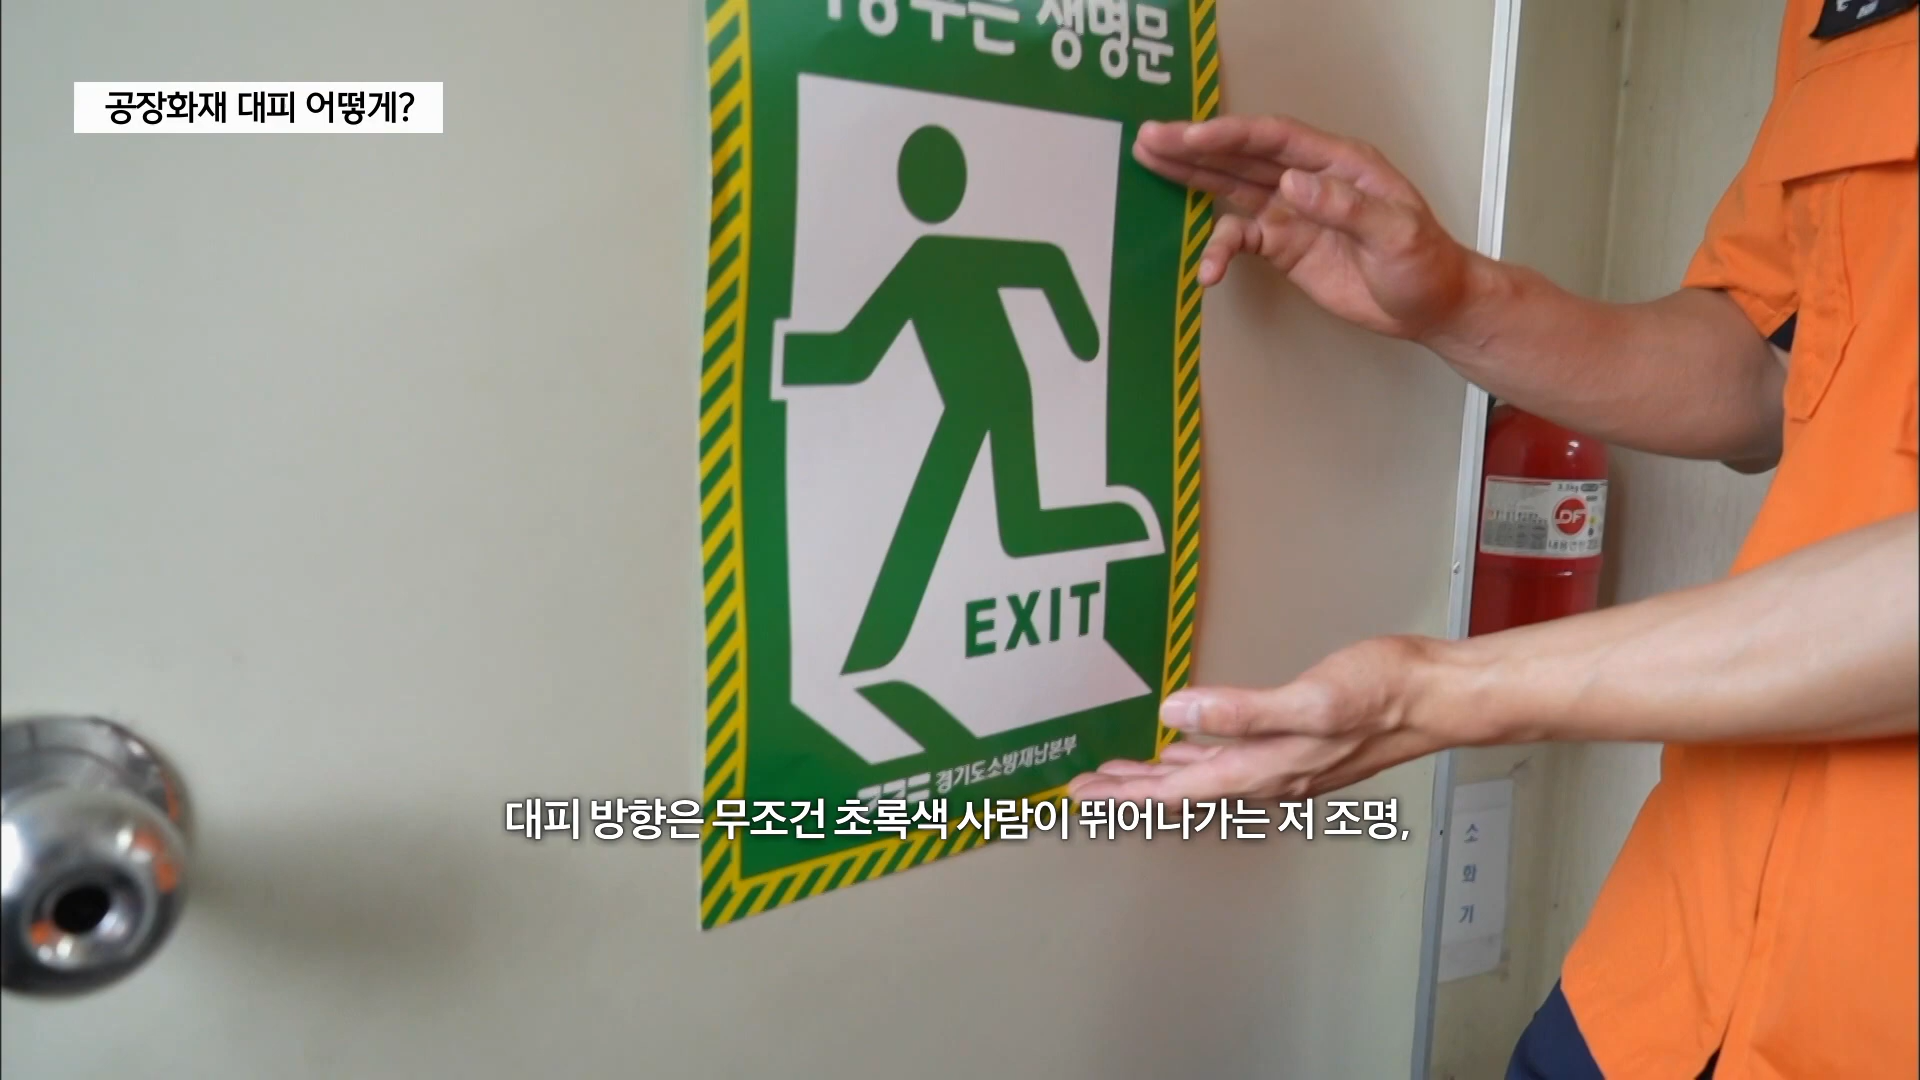 생명문
공장화재 대피 어떻게?
EXIT
경기도소방재난본부
대피 방향은 무조건 초록색 사람이 뛰어나가는 저 조명,
소
화
기